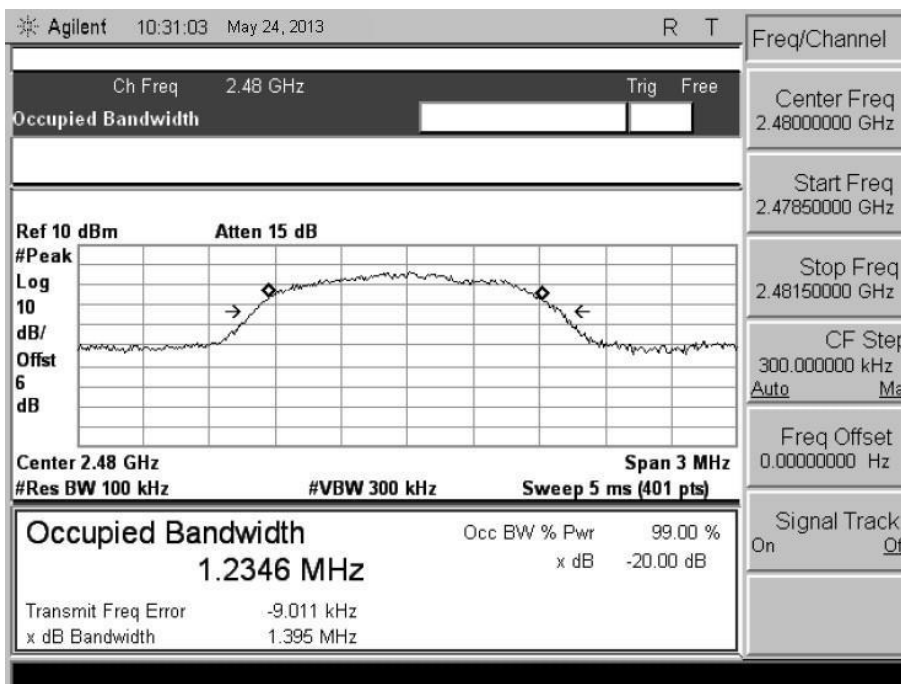 Agilent 10:31:03 May 24, 2013 R T
Ch Freq 2.48 GHz Trig Free
Occupied Bandwidth
Ref 10 dBm Atten 15 dB
#Peak
Log
10
dB/
Offst
6
dB
Center 2.48 GHz Span 3 MHz
#Res BW 100 kHz #VBW 300 kHz Sweep 5 ms (401 pts)
Occupied Bandwidth Occ BW % Pwr 99.00 %
1.2346 MHz x dB -20.00 dB
Transmit Freq Error -9.011 kHz
x dB Bandwidth 1.395 MHz
Freq/Channel
Center Freq
2.48000000 GHz
Start Freq
2.47850000 GHz
Stop Freq
2.48150000 GHz
CF Step
300.000000 kHz
Auto Ma
Freq Offset
0.00000000 Hz
Signal Track
On Of